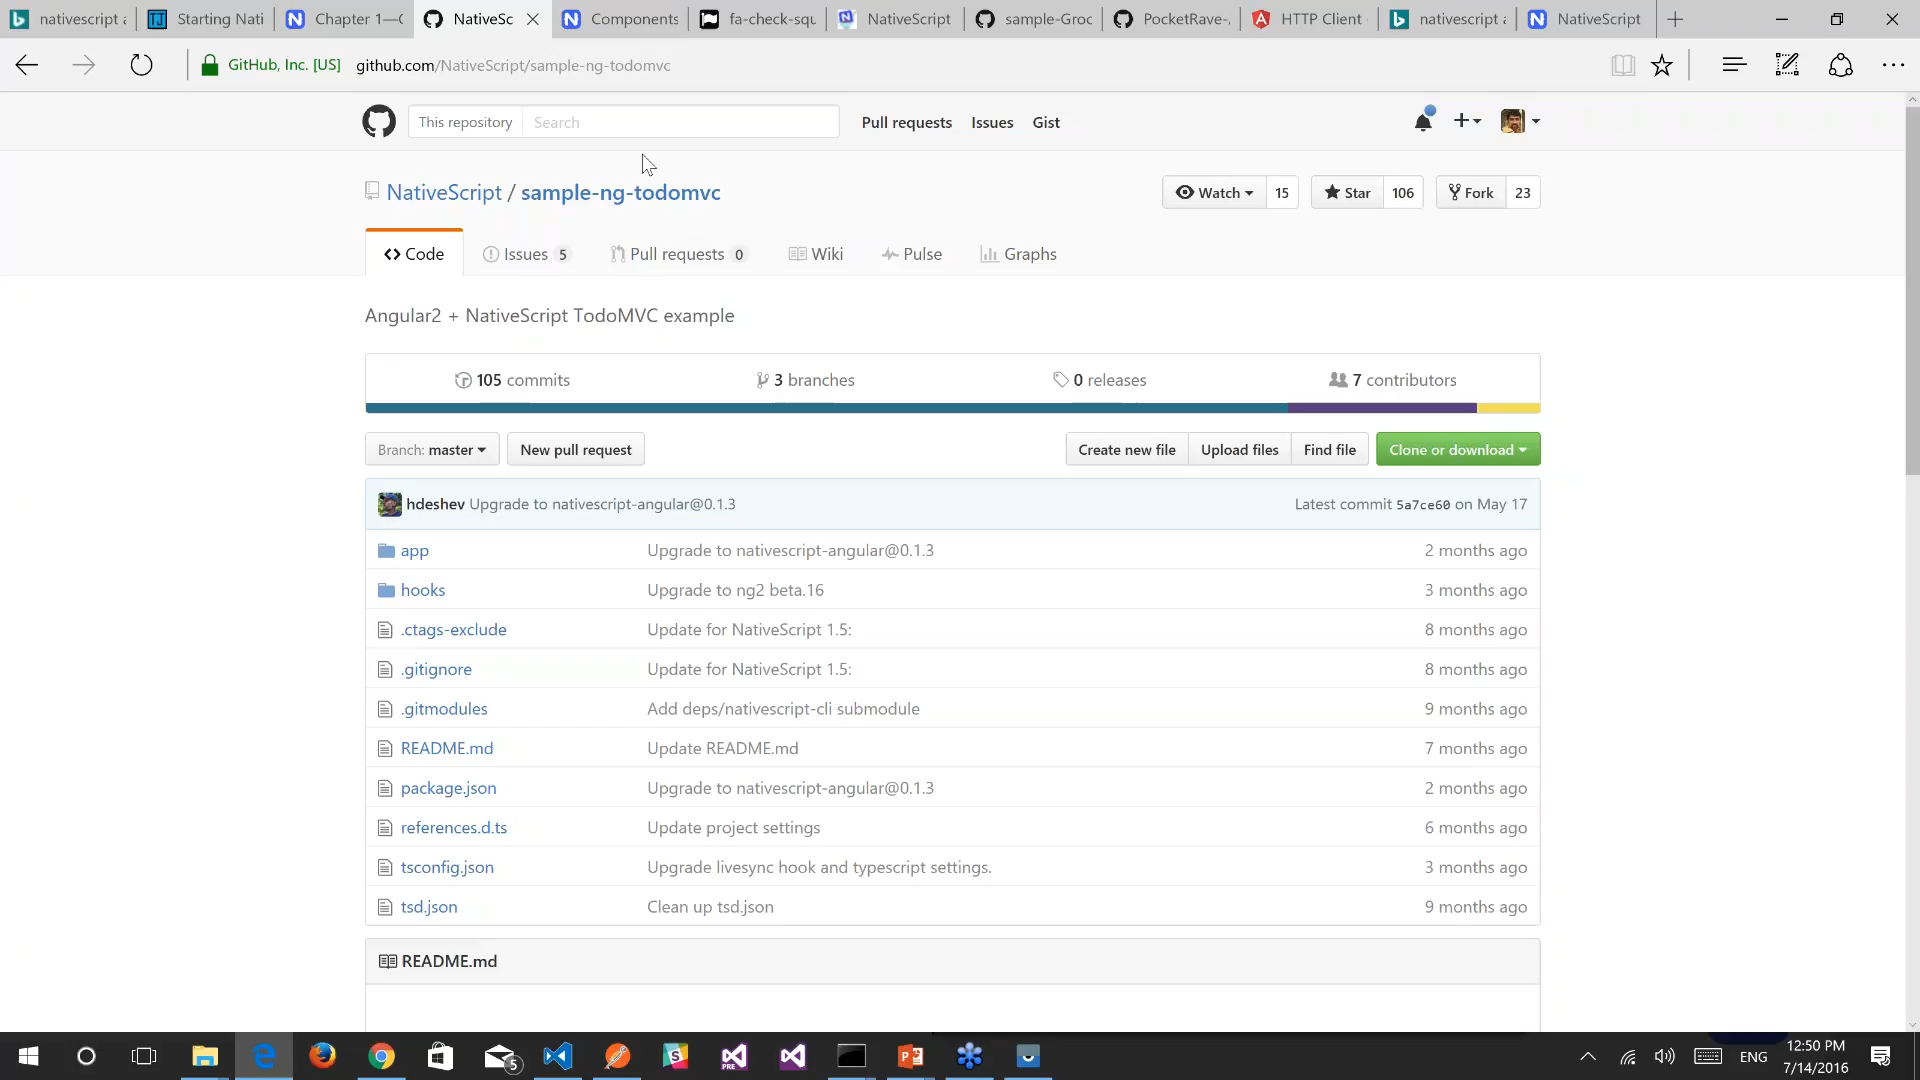 nativescript a
Starting Nati
Chapter 1—C
NativeSc
Components
fa-check-squ
NativeScript
sample-Groc
PocketRave-
HTTP Client
nativescript a
NativeScript
GitHub, Inc. [US] github.com/NativeScript/sample-ng-todomvc
This repository Search Pull requests Issues Gist
NativeScript / sample-ng-todomvc
Watch 15 Star 106 Fork 23
Code Issues 5 Pull requests 0 Wiki Pulse Graphs
Angular2 + NativeScript TodoMVC example
105 commits 3 branches 0 releases 7 contributors
Branch: master New pull request Create new file Upload files Find file Clone or download
hdeshev Upgrade to nativescript-angular@0.1.3 Latest commit 5a7ce60 on May 17
app Upgrade to nativescript-angular@0.1.3 2 months ago
hooks Upgrade to ng2 beta.16 3 months ago
.ctags-exclude Update for NativeScript 1.5: 8 months ago
.gitignore Update for NativeScript 1.5: 8 months ago
.gitmodules Add deps/nativescript-cli submodule 9 months ago
README.md Update README.md 7 months ago
package.json Upgrade to nativescript-angular@0.1.3 2 months ago
references.d.ts Update project settings 6 months ago
tsconfig.json Upgrade livesync hook and typescript settings. 3 months ago
tsd.json Clean up tsd.json 9 months ago
README.md
5
PRE
ENG
12:50 PM
7/14/2016